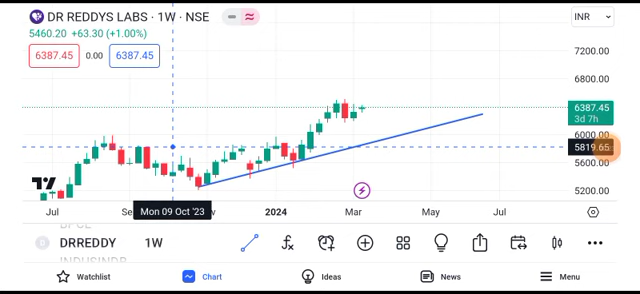 DR REDDYS LABS · 1W · NSE
INR
5460.20 +63.30 (+1.00%)
6387.45 0.00 6387.45
7200.00
6800.00
6387.45
3d 7h
6000.00
5819.65
5600.00
5200.00
Jul
Mon 09 Oct '23
2024
Mar
May
Jul
DRREDDY 1W
INDUSINDB
Watchlist
Chart
Ideas
News
Menu